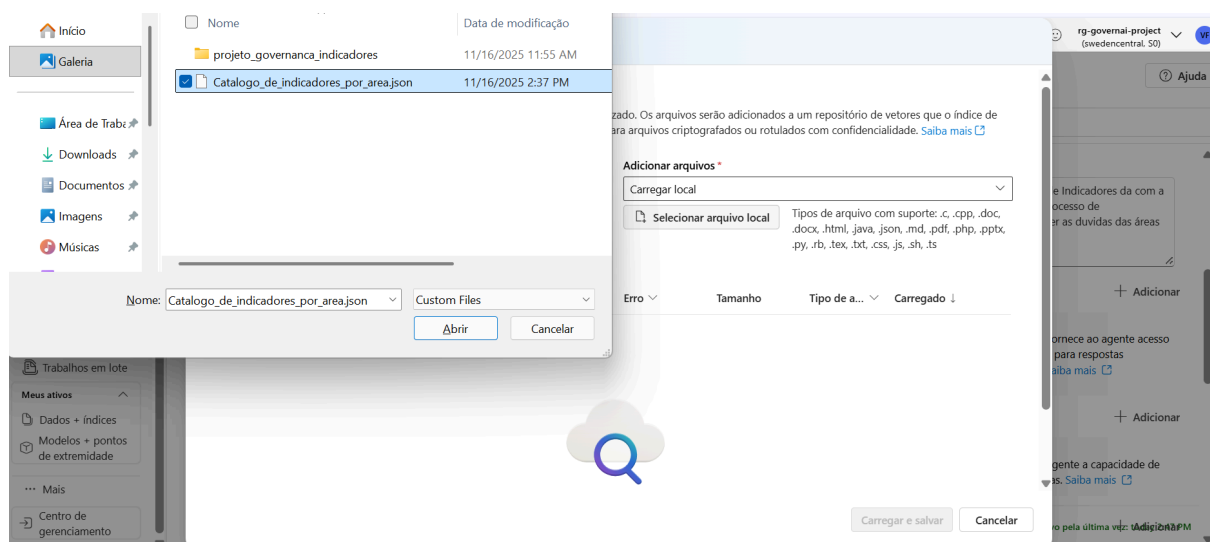 Início
Galeria
Área de Traba
Downloads
Documentos
Imagens
Músicas
Nome
Data de modificação
projeto_governanca_indicadores
11/16/2025 11:55 AM
Catalogo_de_indicadores_por_area.json
11/16/2025 2:37 PM
Nome:
Catalogo_de_indicadores_por_area.json
Custom Files
Abrir
Cancelar
rg-governai-project
(swedencentral, S0)
VF
Ajuda
zado. Os arquivos serão adicionados a um repositório de vetores que o índice de
ara arquivos criptografados ou rotulados com confidencialidade. Saiba mais
Adicionar arquivos *
Carregar local
Selecionar arquivo local
Tipos de arquivo com suporte: .c, .cpp, .doc,
.docx, .html, .java, .json, .md, .pdf, .php, .pptx,
.py, .rb, .tex, .txt, .css, .js, .sh, .ts
Erro
Tamanho
Tipo de a...
Carregado ↓
Carregar e salvar
Cancelar
e Indicadores da com a
ocesso de
er as duvidas das áreas
+ Adicionar
ornece ao agente acesso
para respostas
aiba mais
+ Adicionar
gente a capacidade de
as. Saiba mais
vo pela última vez:
Trabalhos em lote
Meus ativos
Dados + índices
Modelos + pontos
de extremidade
··· Mais
Centro de
gerenciamento